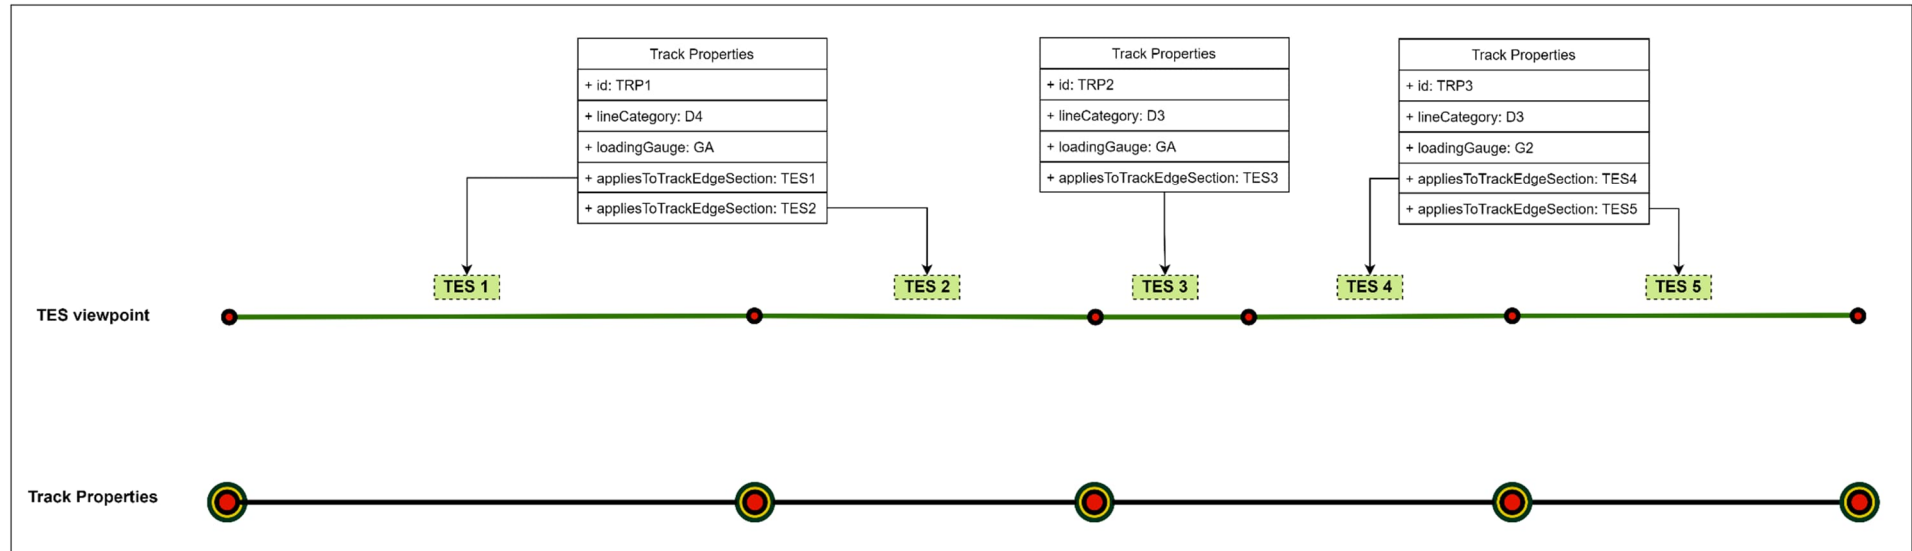 Track Properties
+ id: TRP1
+ lineCategory: D4
+ loadingGauge: GA
+ appliesToTrackEdgeSection: TES1
+ appliesToTrackEdgeSection: TES2
Track Properties
+ id: TRP2
+ lineCategory: D3
+ loadingGauge: GA
+ appliesToTrackEdgeSection: TES3
Track Properties
+ id: TRP3
+ lineCategory: D3
+ loadingGauge: G2
+ appliesToTrackEdgeSection: TES4
+ appliesToTrackEdgeSection: TES5
TES 1
TES 2
TES 3
TES 4
TES 5
TES viewpoint
Track Properties